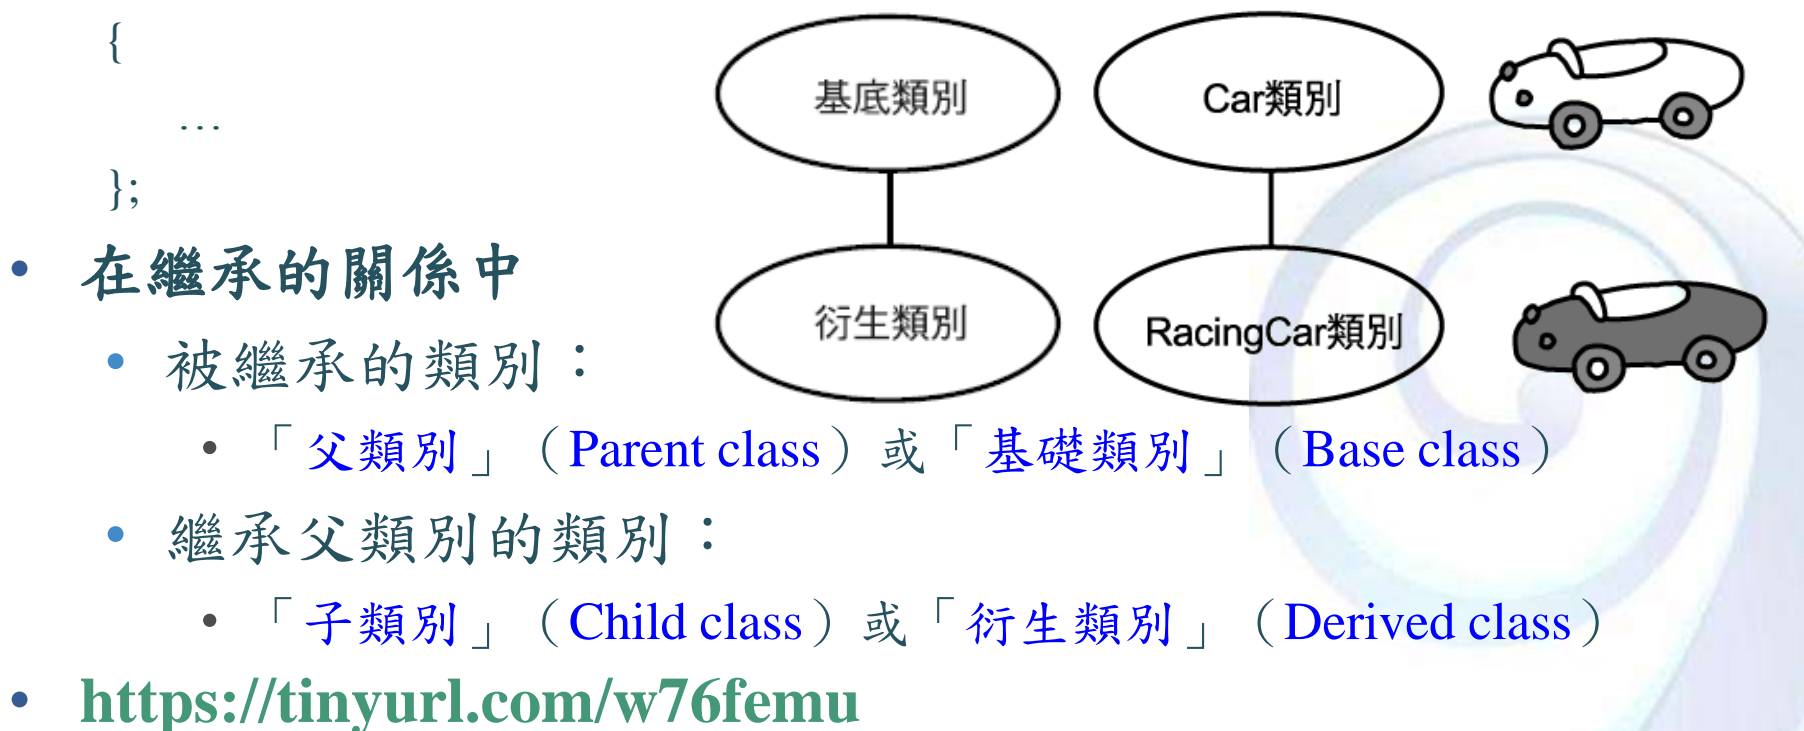 {
…
};
基底類別
Car類別
衍生類別
RacingCar類別
• 在繼承的關係中
• 被繼承的類別：
• 「父類別」（Parent class）或「基礎類別」（Base class）
• 繼承父類別的類別：
• 「子類別」（Child class）或「衍生類別」（Derived class）
• https://tinyurl.com/w76femu